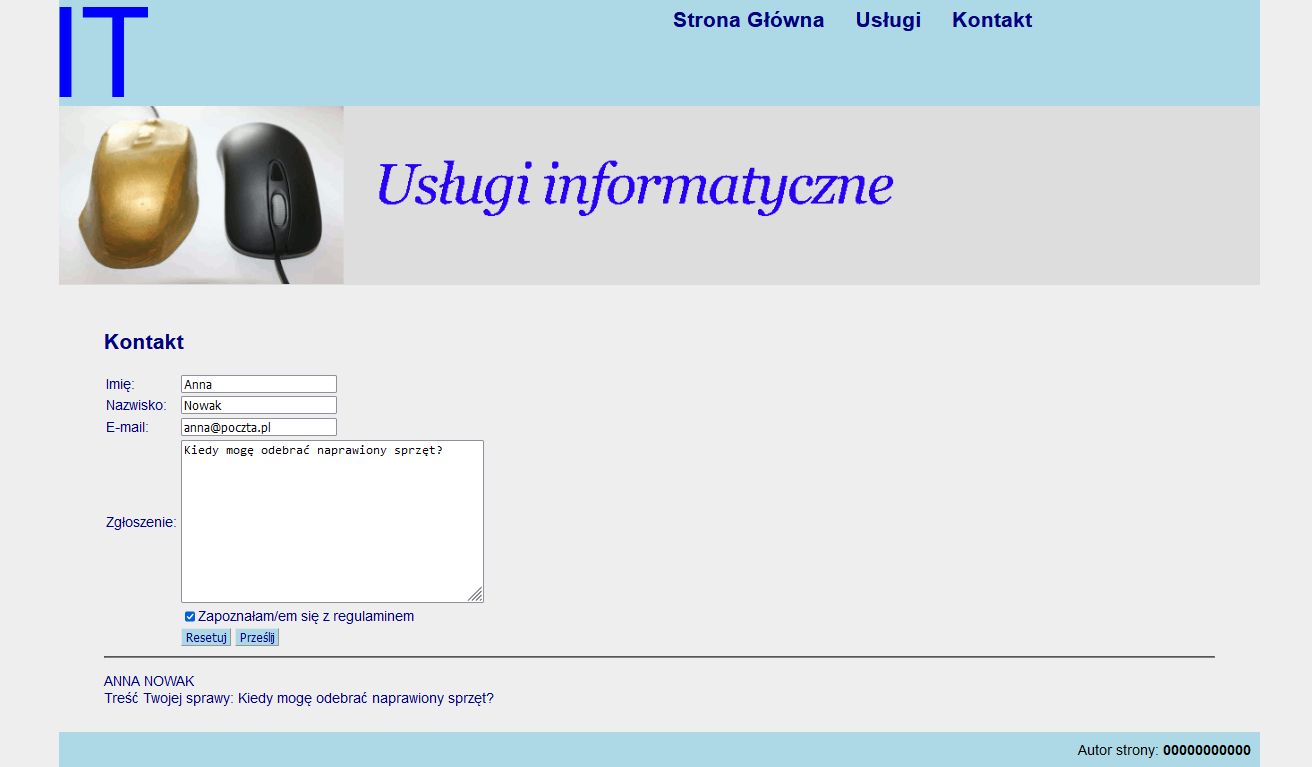 IT
Strona Główna Usługi Kontakt
Usługi informatyczne
Kontakt
Imię: Anna
Nazwisko: Nowak
E-mail: anna@poczta.pl
Zgłoszenie: Kiedy mogę odebrać naprawiony sprzęt?
Zapoznałam/em się z regulaminem
Resetuj Prześlij
ANNA NOWAK
Treść Twojej sprawy: Kiedy mogę odebrać naprawiony sprzęt?
Autor strony: 00000000000